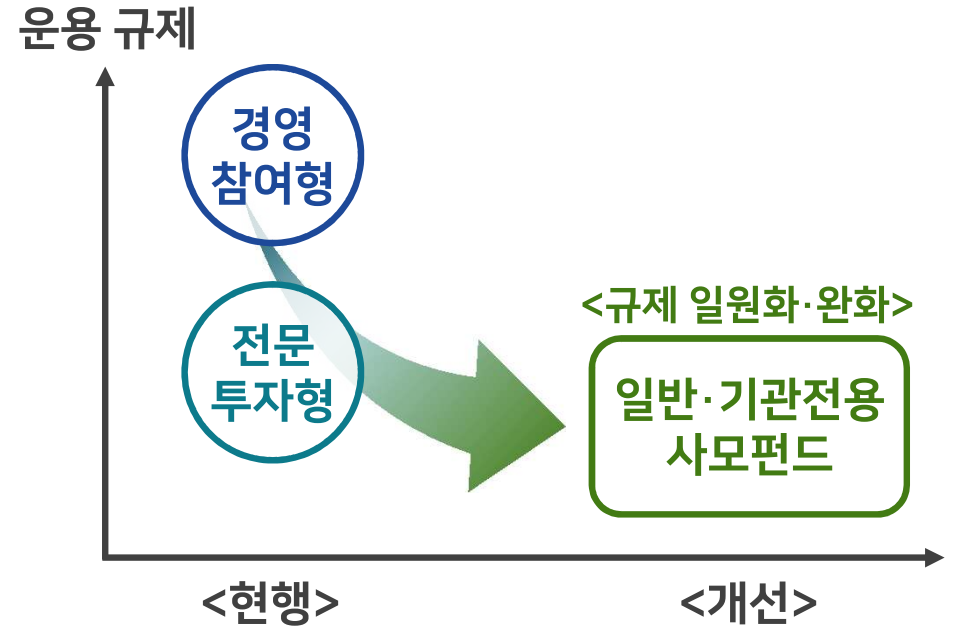 운용 규제
경영
참여형
전문
투자형
<규제 일원화·완화>
일반·기관전용
사모펀드
<현행>
<개선>